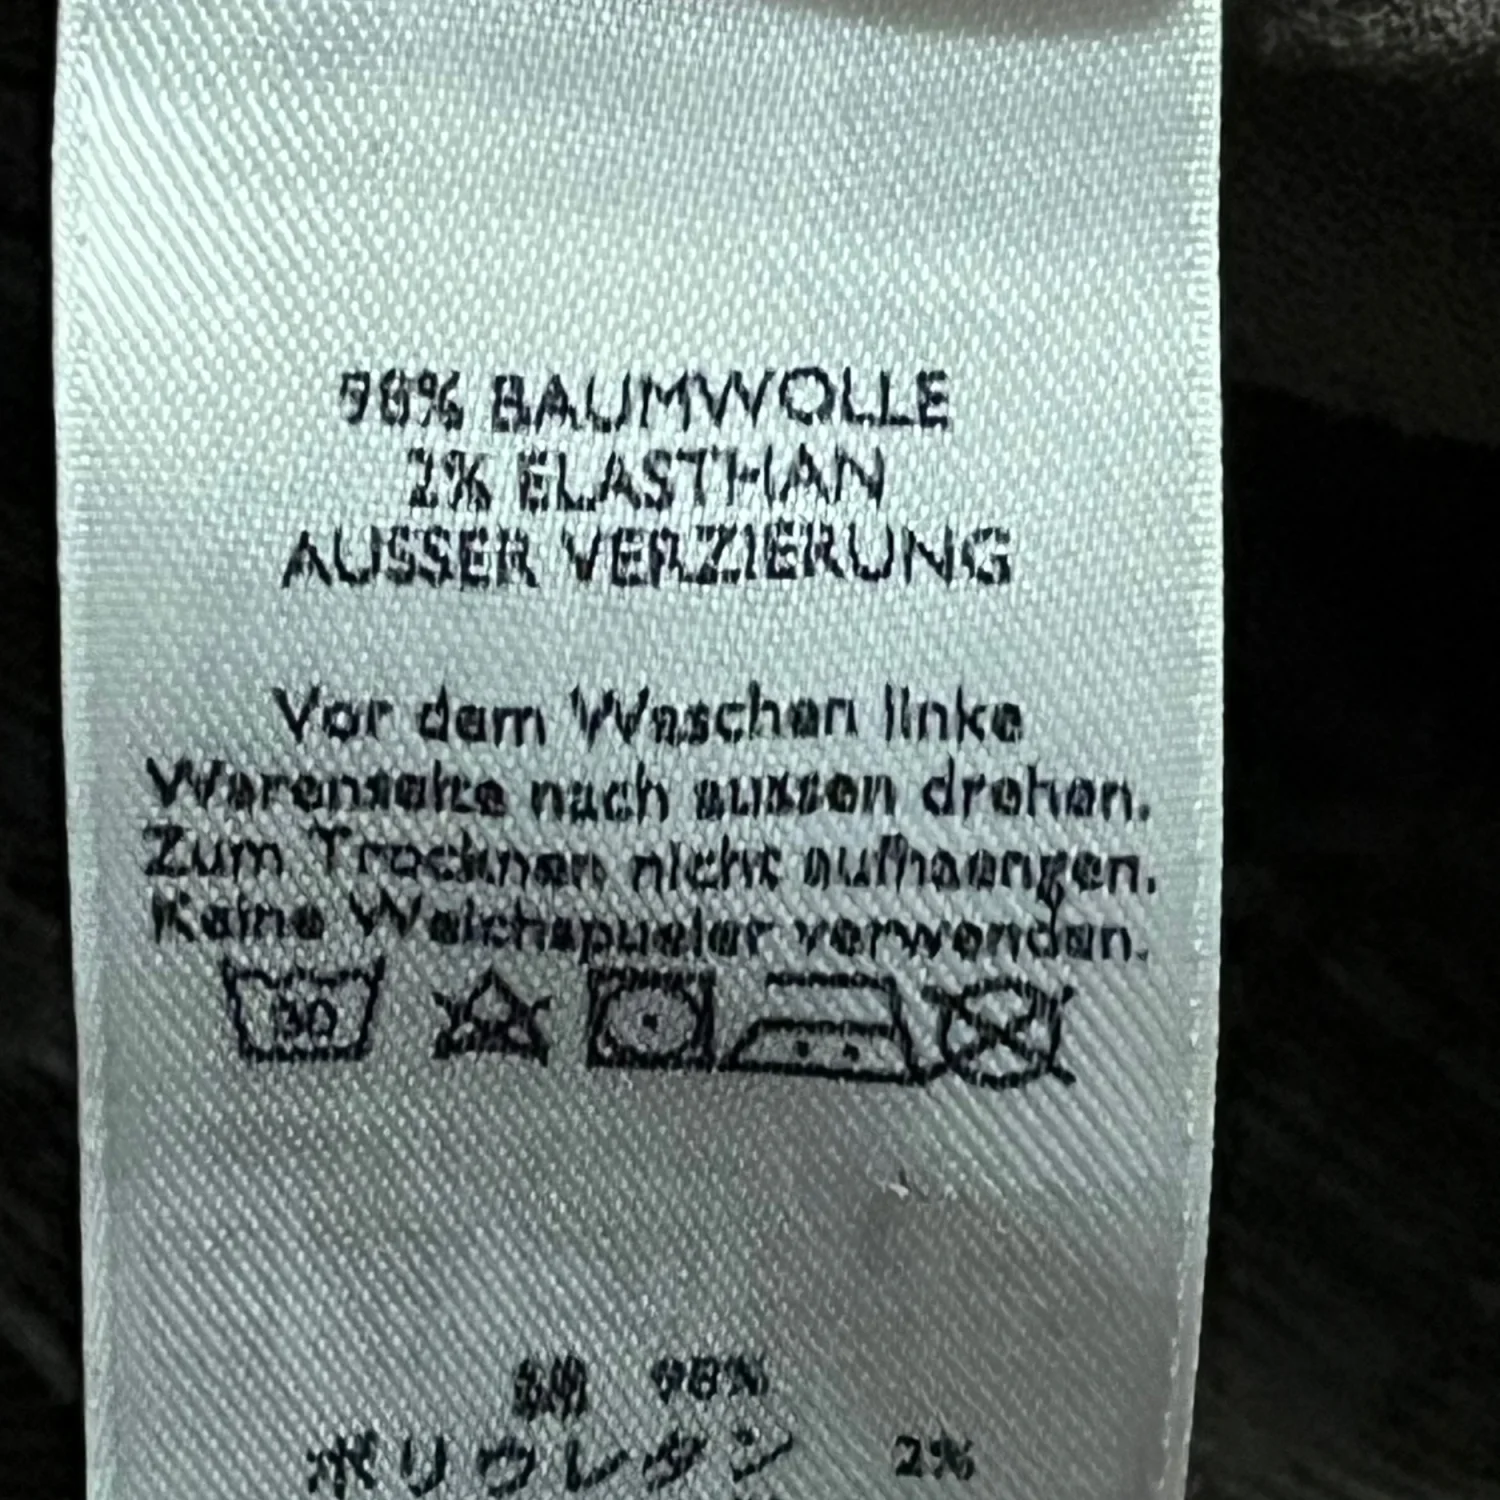 98% BAUMWOLLE
2% ELASTHAN
AUSSER VERZIERUNG
Vor dem Waschen linke
Warenseite nach aussen drehen.
Zum Trocknen nicht aufhaengen.
Keine Weichspueler verwenden.
30
綿 98%
ポリウレタン 2%